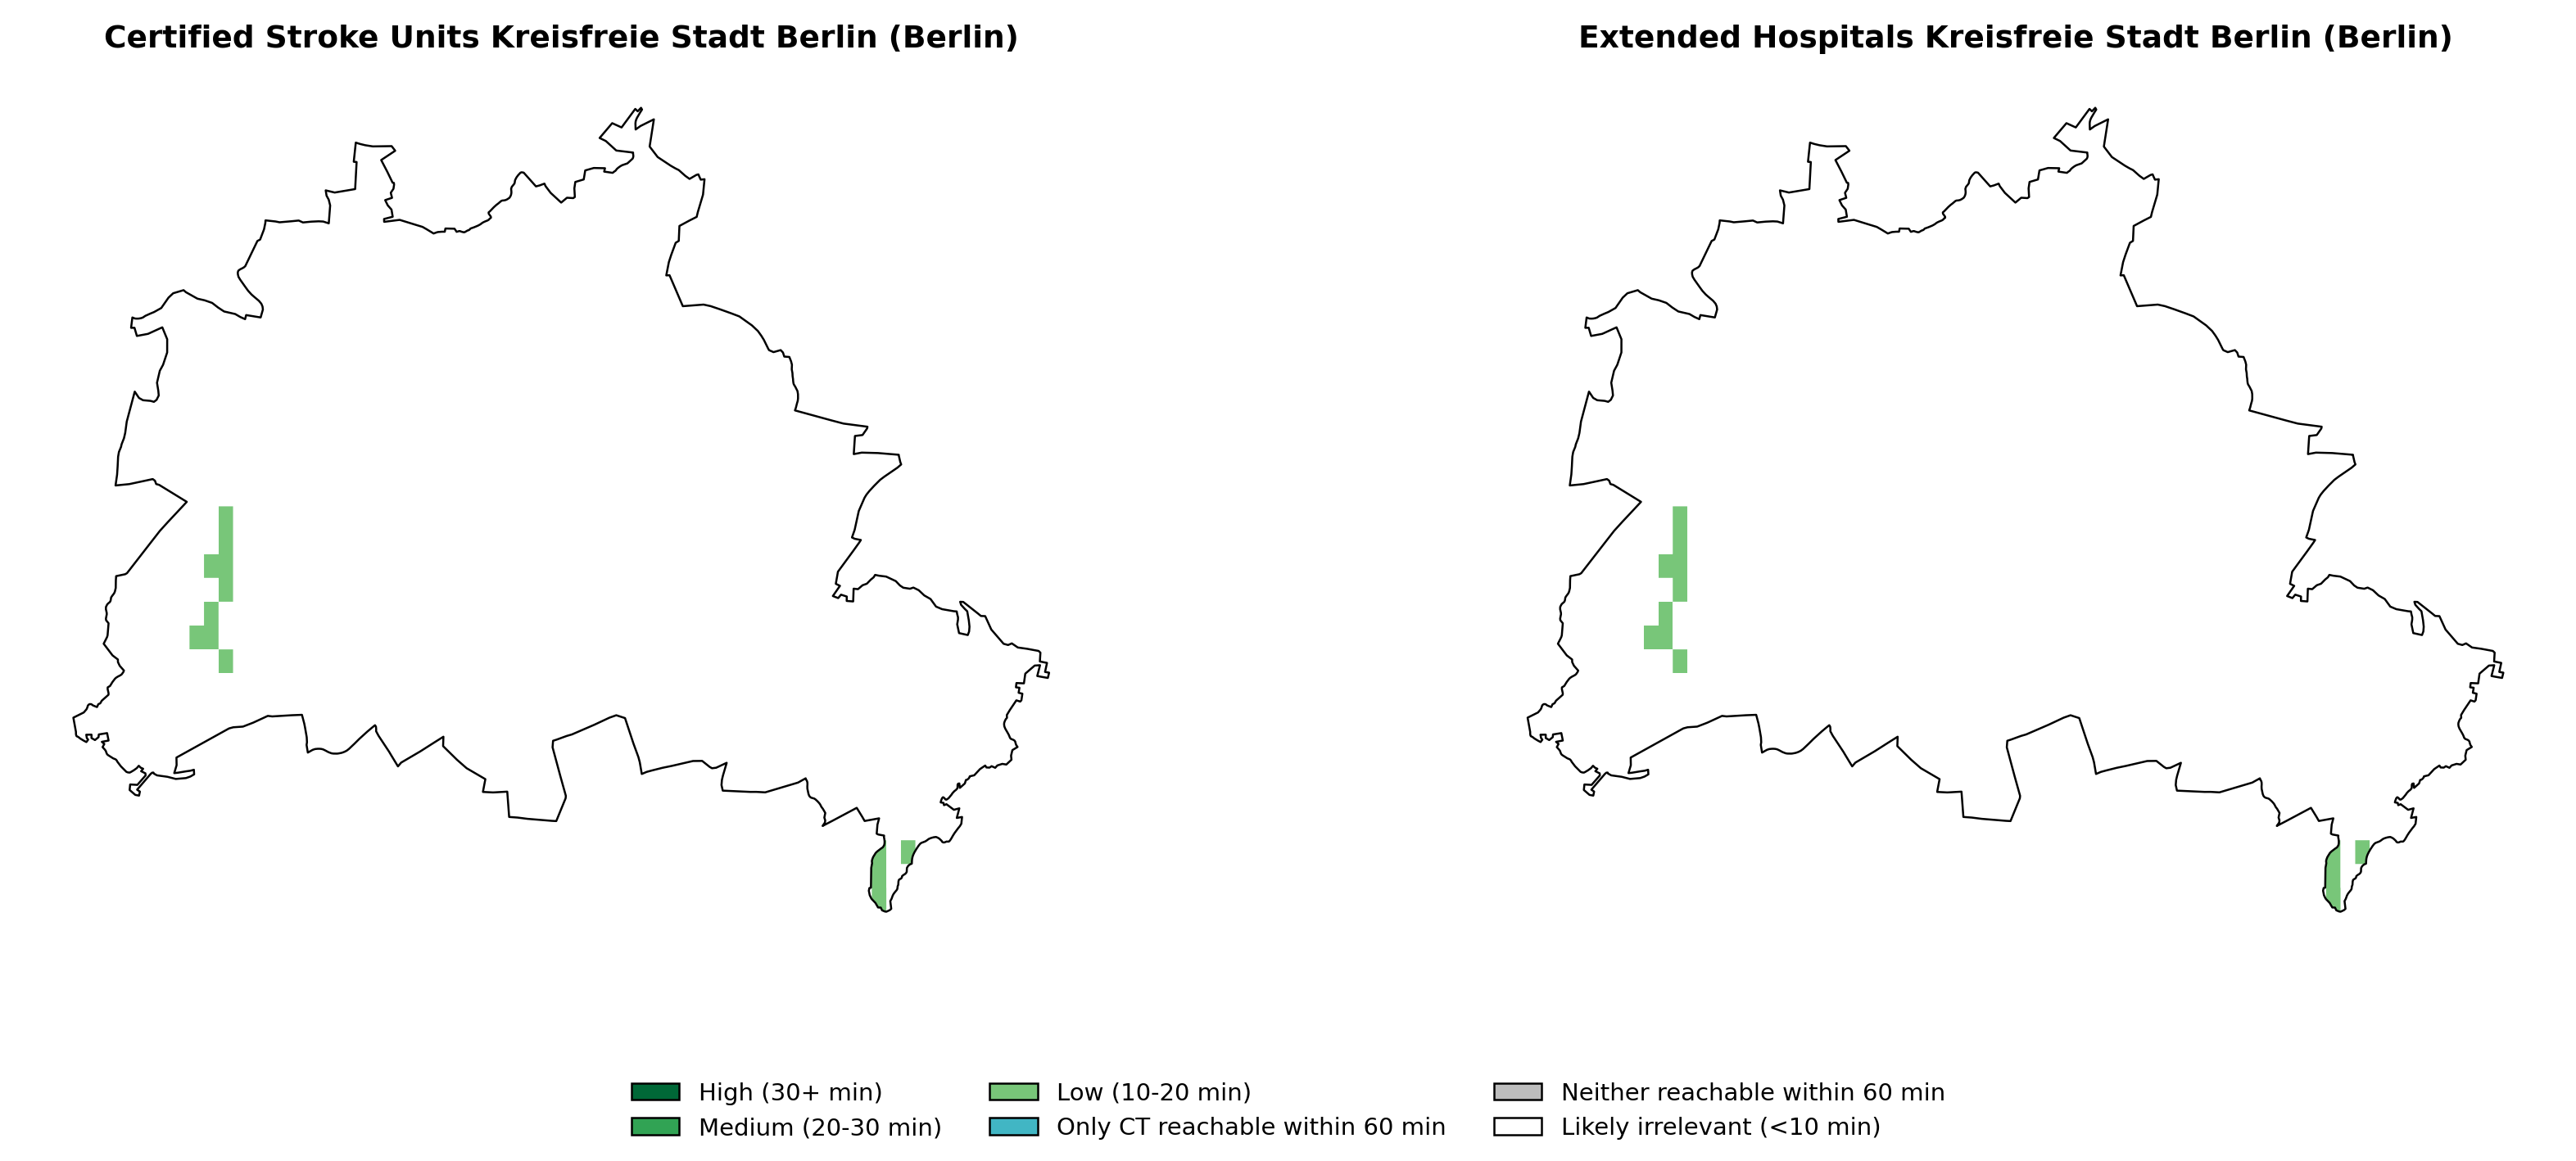 Certified Stroke Units Kreisfreie Stadt Berlin (Berlin)
Extended Hospitals Kreisfreie Stadt Berlin (Berlin)
High (30+ min)
Medium (20-30 min)
Low (10-20 min)
Only CT reachable within 60 min
Neither reachable within 60 min
Likely irrelevant (<10 min)